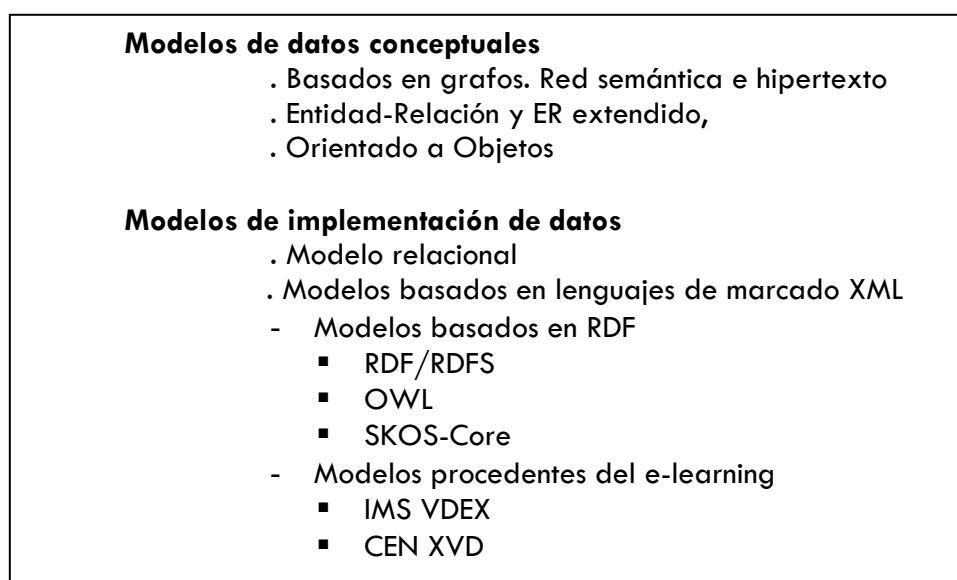 Modelos de datos conceptuales
. Basados en grafos. Red semántica e hipertexto
. Entidad-Relación y ER extendido,
. Orientado a Objetos
Modelos de implementación de datos
. Modelo relacional
. Modelos basados en lenguajes de marcado XML
- Modelos basados en RDF
▪ RDF/RDFS
▪ OWL
▪ SKOS-Core
- Modelos procedentes del e-learning
▪ IMS VDEX
▪ CEN XVD